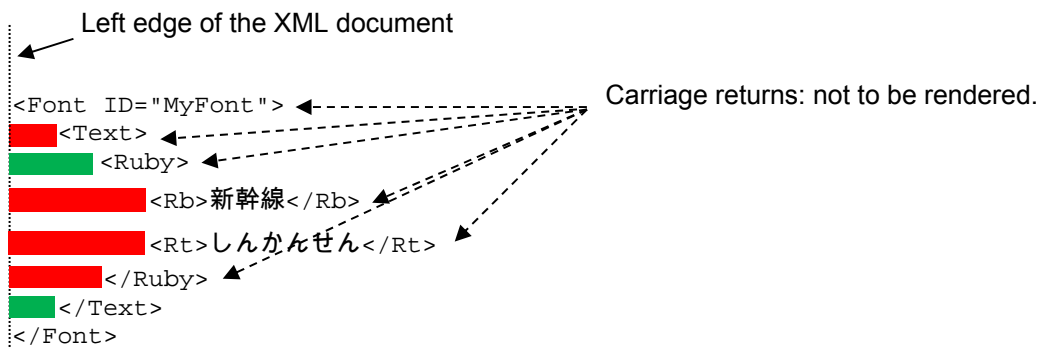 Left edge of the XML document
<Font ID="MyFont">
Carriage returns: not to be rendered.
<Text>
<Ruby>
<Rb>新幹線</Rb>
<Rt>しんかんせん</Rt>
</Ruby>
</Text>
</Font>